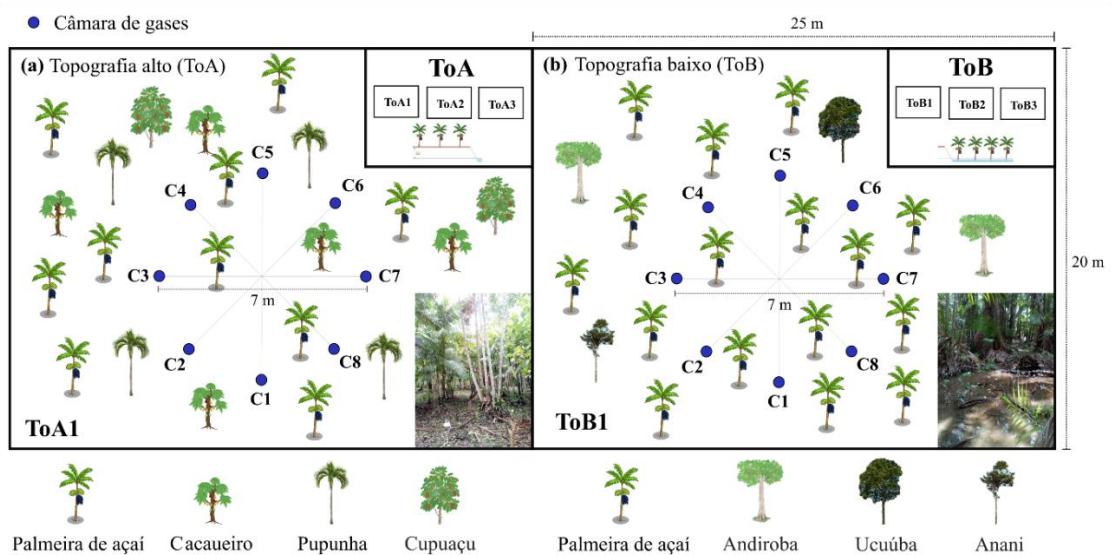 Câmara de gases
25 m
(a) Topografia alto (ToA)
ToA
ToA1 ToA2 ToA3
(b) Topografia baixo (ToB)
ToB
ToB1 ToB2 ToB3
C5
C4
C6
C3
C7
7 m
C2
C8
C1
ToA1
C5
C4
C6
C3
C7
7 m
C2
C8
C1
ToB1
20 m
Palmeira de açaí Cacaueiro Pupunha Cupuaçu Palmeira de açaí Andiroba Ucuúba Anani